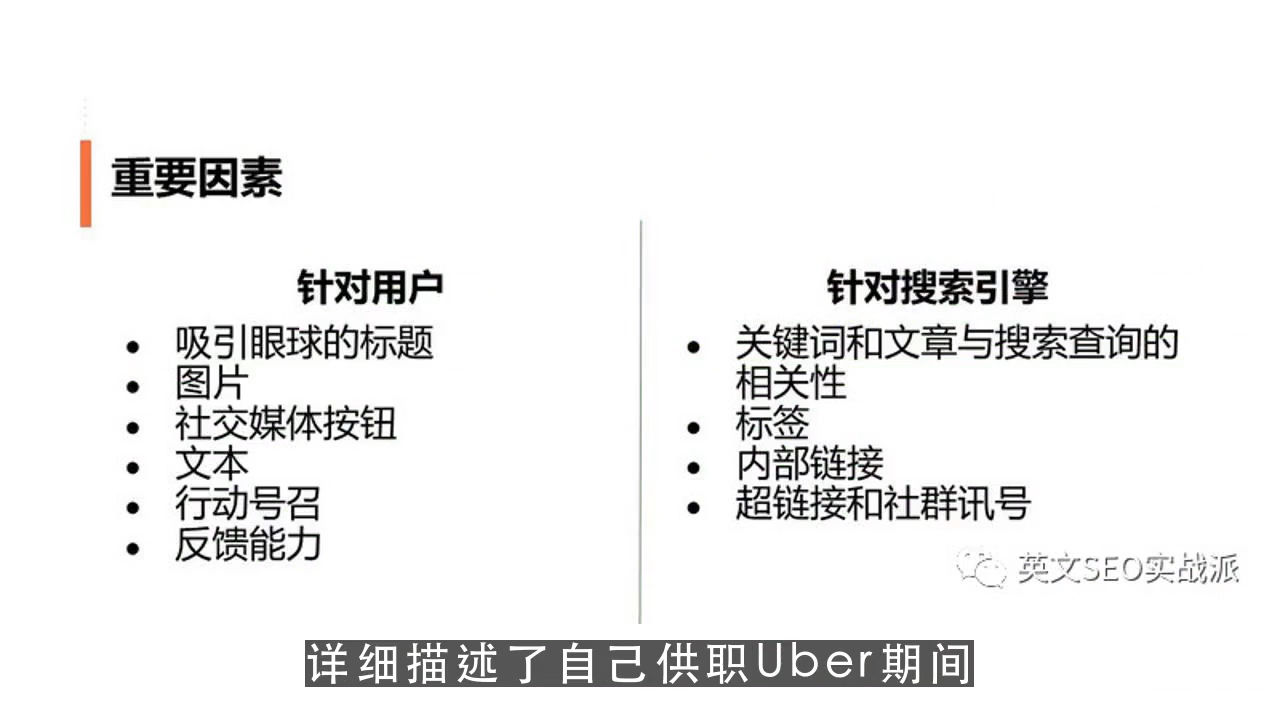 重要因素
针对用户
吸引眼球的标题
图片
社交媒体按钮
文本
行动号召
反馈能力
针对搜索引擎
关键词和文章与搜索查询的
相关性
标签
内部链接
超链接和社群讯号
英文SEO实战派
详细描述了自己供职Uber期间